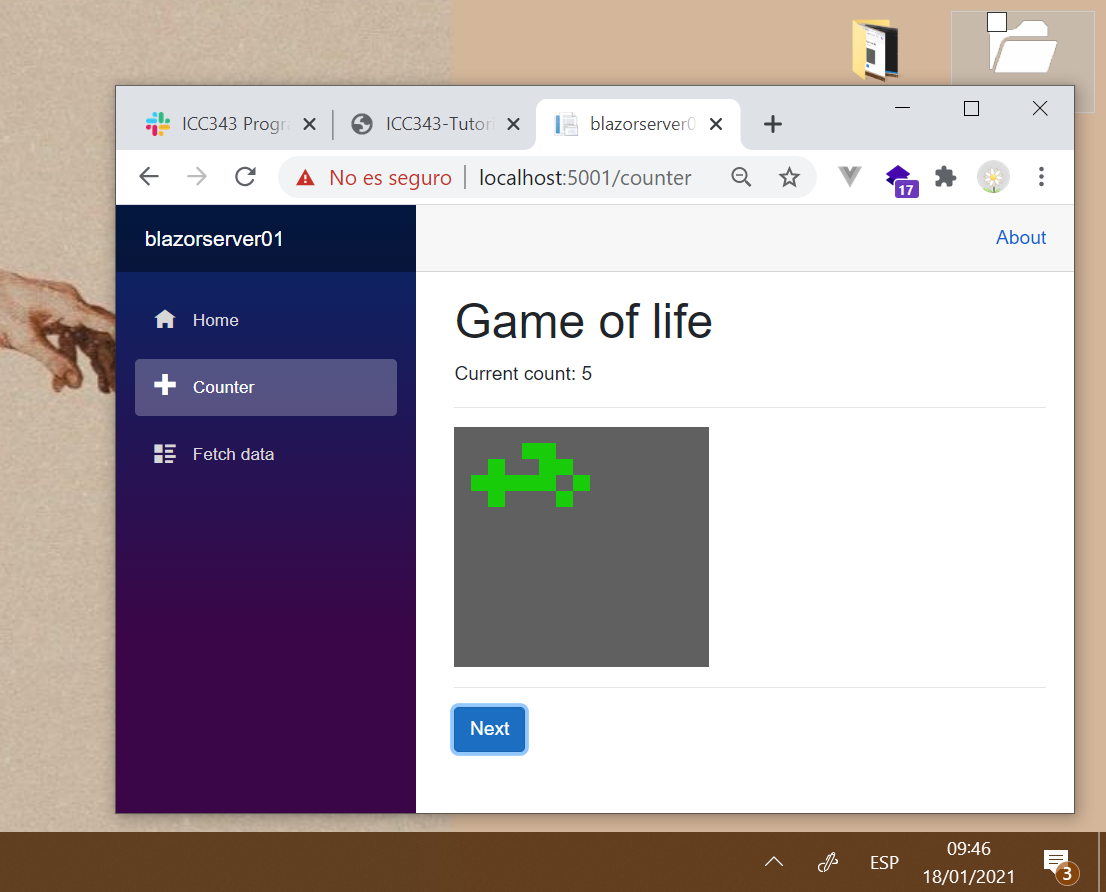 ICC343 Progr
ICC343-Tutori
blazorserver0
No es seguro
localhost:5001/counter
17
blazorserver01
About
Home
Counter
Fetch data
Game of life
Current count: 5
Next
ESP
09:46
18/01/2021
3